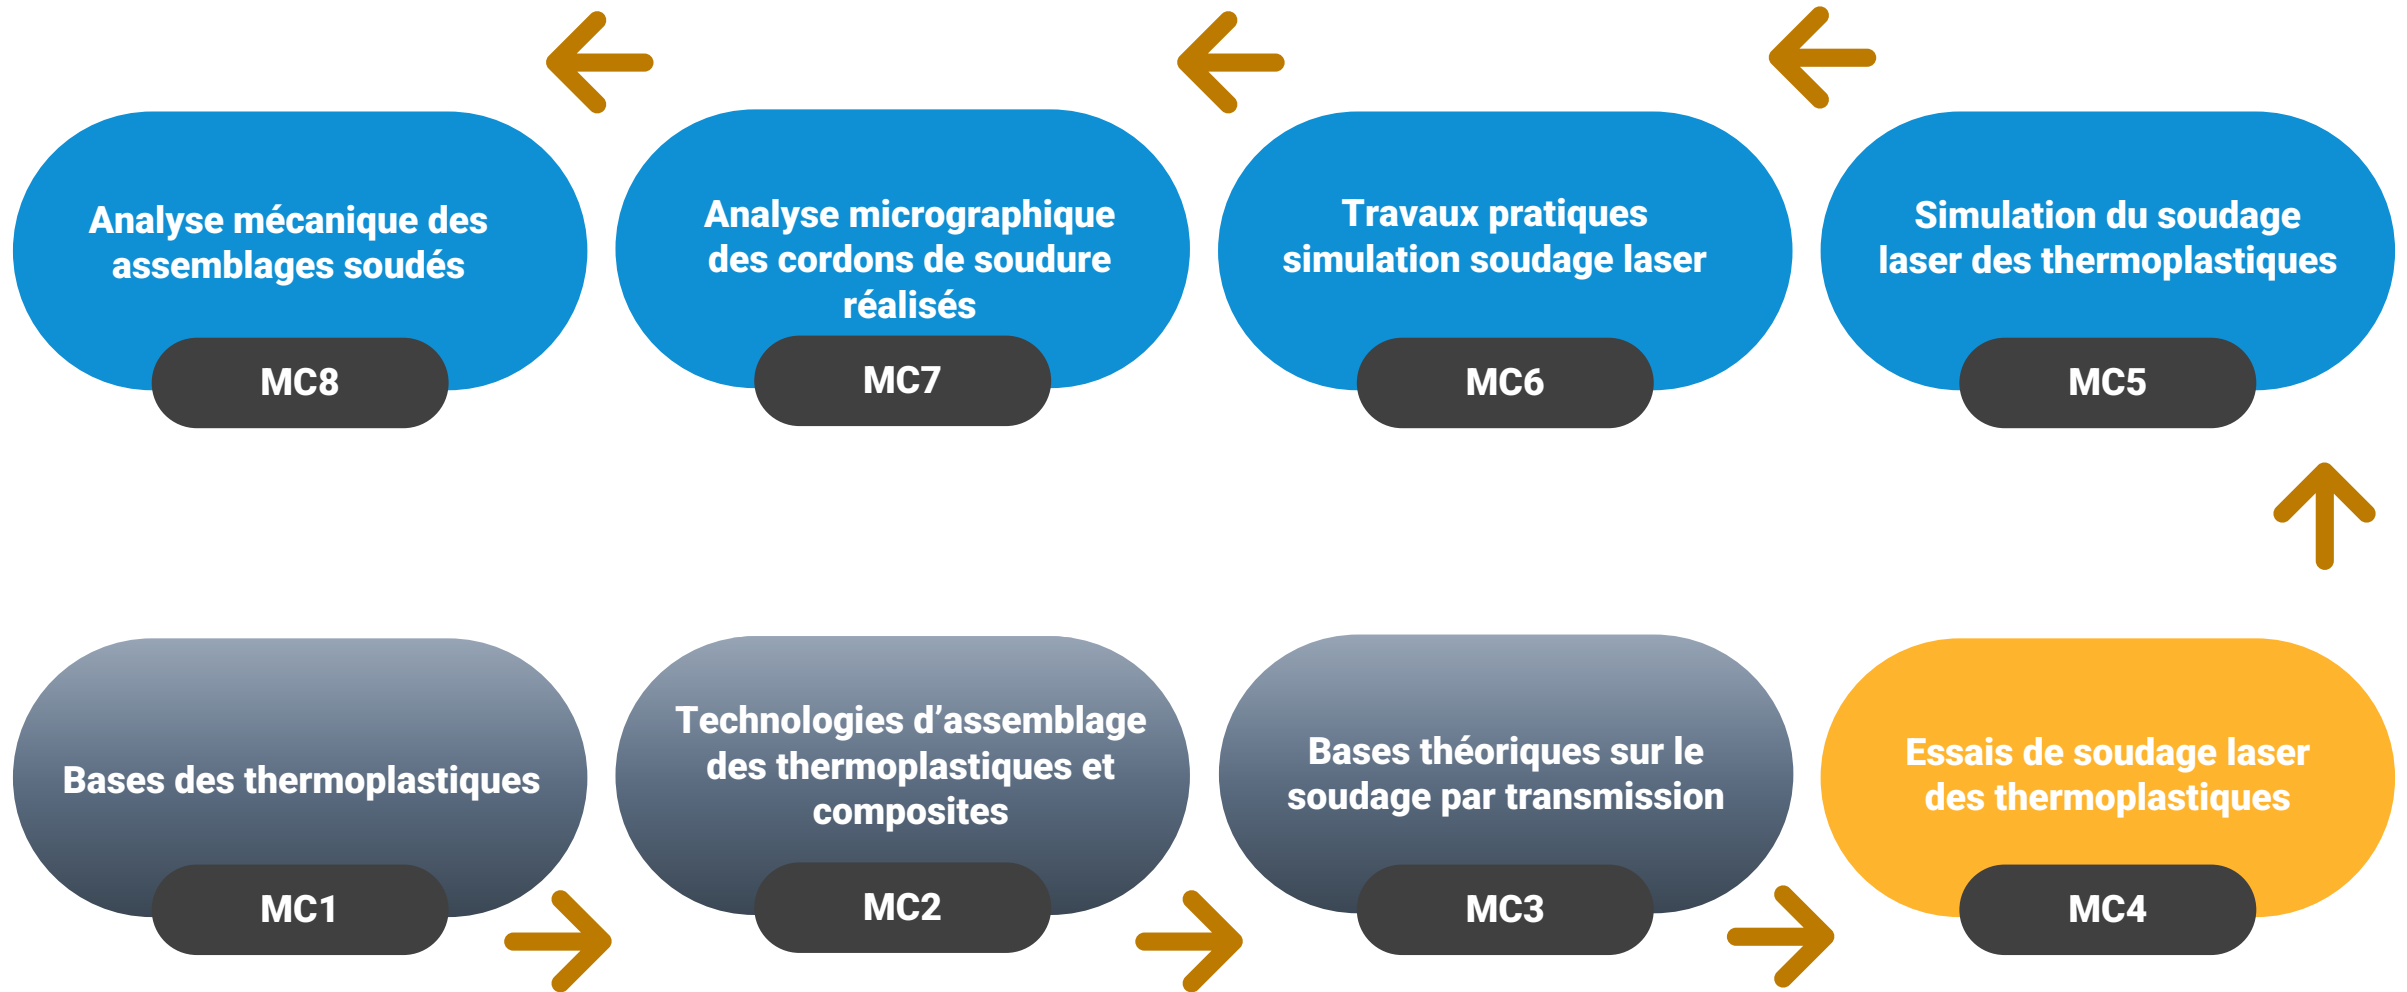 Analyse mécanique des
assemblages soudés
MC8
Analyse micrographique
des cordons de soudure
réalisés
MC7
Travaux pratiques
simulation soudage laser
MC6
Simulation du soudage
laser des thermoplastiques
MC5
Bases des thermoplastiques
MC1
Technologies d’assemblage
des thermoplastiques et
composites
MC2
Bases théoriques sur le
soudage par transmission
MC3
Essais de soudage laser
des thermoplastiques
MC4